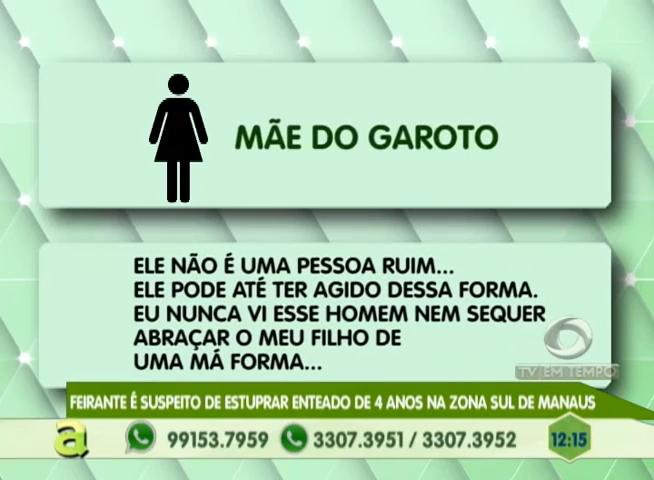 MÃE DO GAROTO
ELE NÃO É UMA PESSOA RUIM...
ELE PODE ATÉ TER AGIDO DESSA FORMA.
EU NUNCA VI ESSE HOMEM NEM SEQUER
ABRAÇAR O MEU FILHO DE
UMA MÁ FORMA...
TV EM TEMPO
FEIRANTE É SUSPEITO DE ESTUPRAR ENTEADO DE 4 ANOS NA ZONA SUL DE MANAUS
a 99153.7959 3307.3951 / 3307.3952 12:15